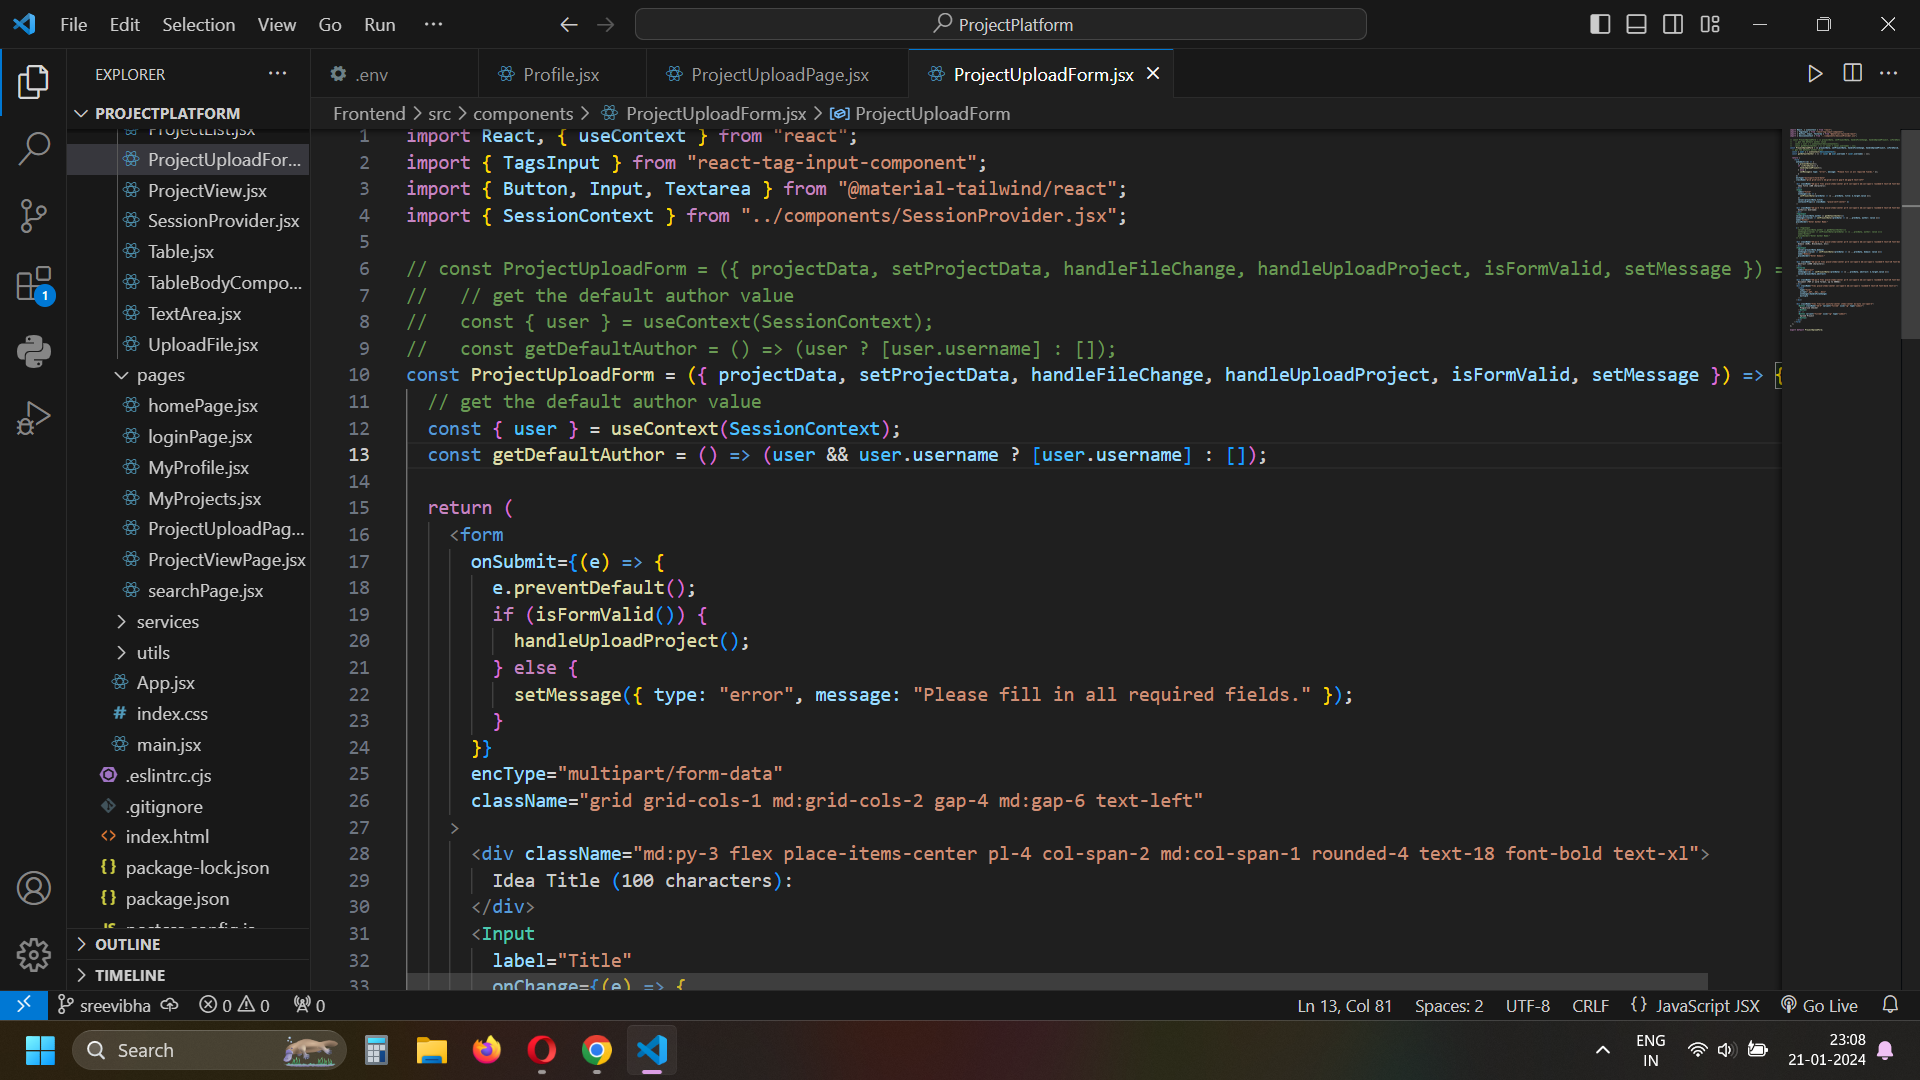 File Edit Selection View Go Run ···
ProjectPlatform
EXPLORER ···
.env Profile.jsx ProjectUploadPage.jsx ProjectUploadForm.jsx
PROJECTPLATFORM
Frontend > src > components > ProjectUploadForm.jsx > ProjectUploadForm
ProjectList.jsx
ProjectUploadFor...
ProjectView.jsx
SessionProvider.jsx
Table.jsx
TableBodyCompo...
TextArea.jsx
UploadFile.jsx
pages
homePage.jsx
loginPage.jsx
MyProfile.jsx
MyProjects.jsx
ProjectUploadPag...
ProjectViewPage.jsx
searchPage.jsx
services
utils
App.jsx
# index.css
main.jsx
.eslintrc.cjs
.gitignore
<> index.html
{} package-lock.json
{} package.json
OUTLINE
TIMELINE
1
1 import React, { useContext } from "react";
2 import { TagsInput } from "react-tag-input-component";
3 import { Button, Input, Textarea } from "@material-tailwind/react";
4 import { SessionContext } from "../components/SessionProvider.jsx";
5
6 // const ProjectUploadForm = ({ projectData, setProjectData, handleFileChange, handleUploadProject, isFormValid, setMessage }) =
7 //   // get the default author value
8 //   const { user } = useContext(SessionContext);
9 //   const getDefaultAuthor = () => (user ? [user.username] : []);
10 const ProjectUploadForm = ({ projectData, setProjectData, handleFileChange, handleUploadProject, isFormValid, setMessage }) => {
11   // get the default author value
12   const { user } = useContext(SessionContext);
13   const getDefaultAuthor = () => (user && user.username ? [user.username] : []);
14
15   return (
16     <form
17       onSubmit={(e) => {
18         e.preventDefault();
19         if (isFormValid()) {
20           handleUploadProject();
21         } else {
22           setMessage({ type: "error", message: "Please fill in all required fields." });
23         }
24       }}
25       encType="multipart/form-data"
26       className="grid grid-cols-1 md:grid-cols-2 gap-4 md:gap-6 text-left"
27     >
28       <div className="md:py-3 flex place-items-center pl-4 col-span-2 md:col-span-1 rounded-4 text-18 font-bold text-xl">
29         Idea Title (100 characters):
30       </div>
31       <Input
32         label="Title"
33         onChange={(e) => {
sreevibha 0 0 0
Ln 13, Col 81 Spaces: 2 UTF-8 CRLF {} JavaScript JSX Go Live
Search
ENG
IN
23:08
21-01-2024